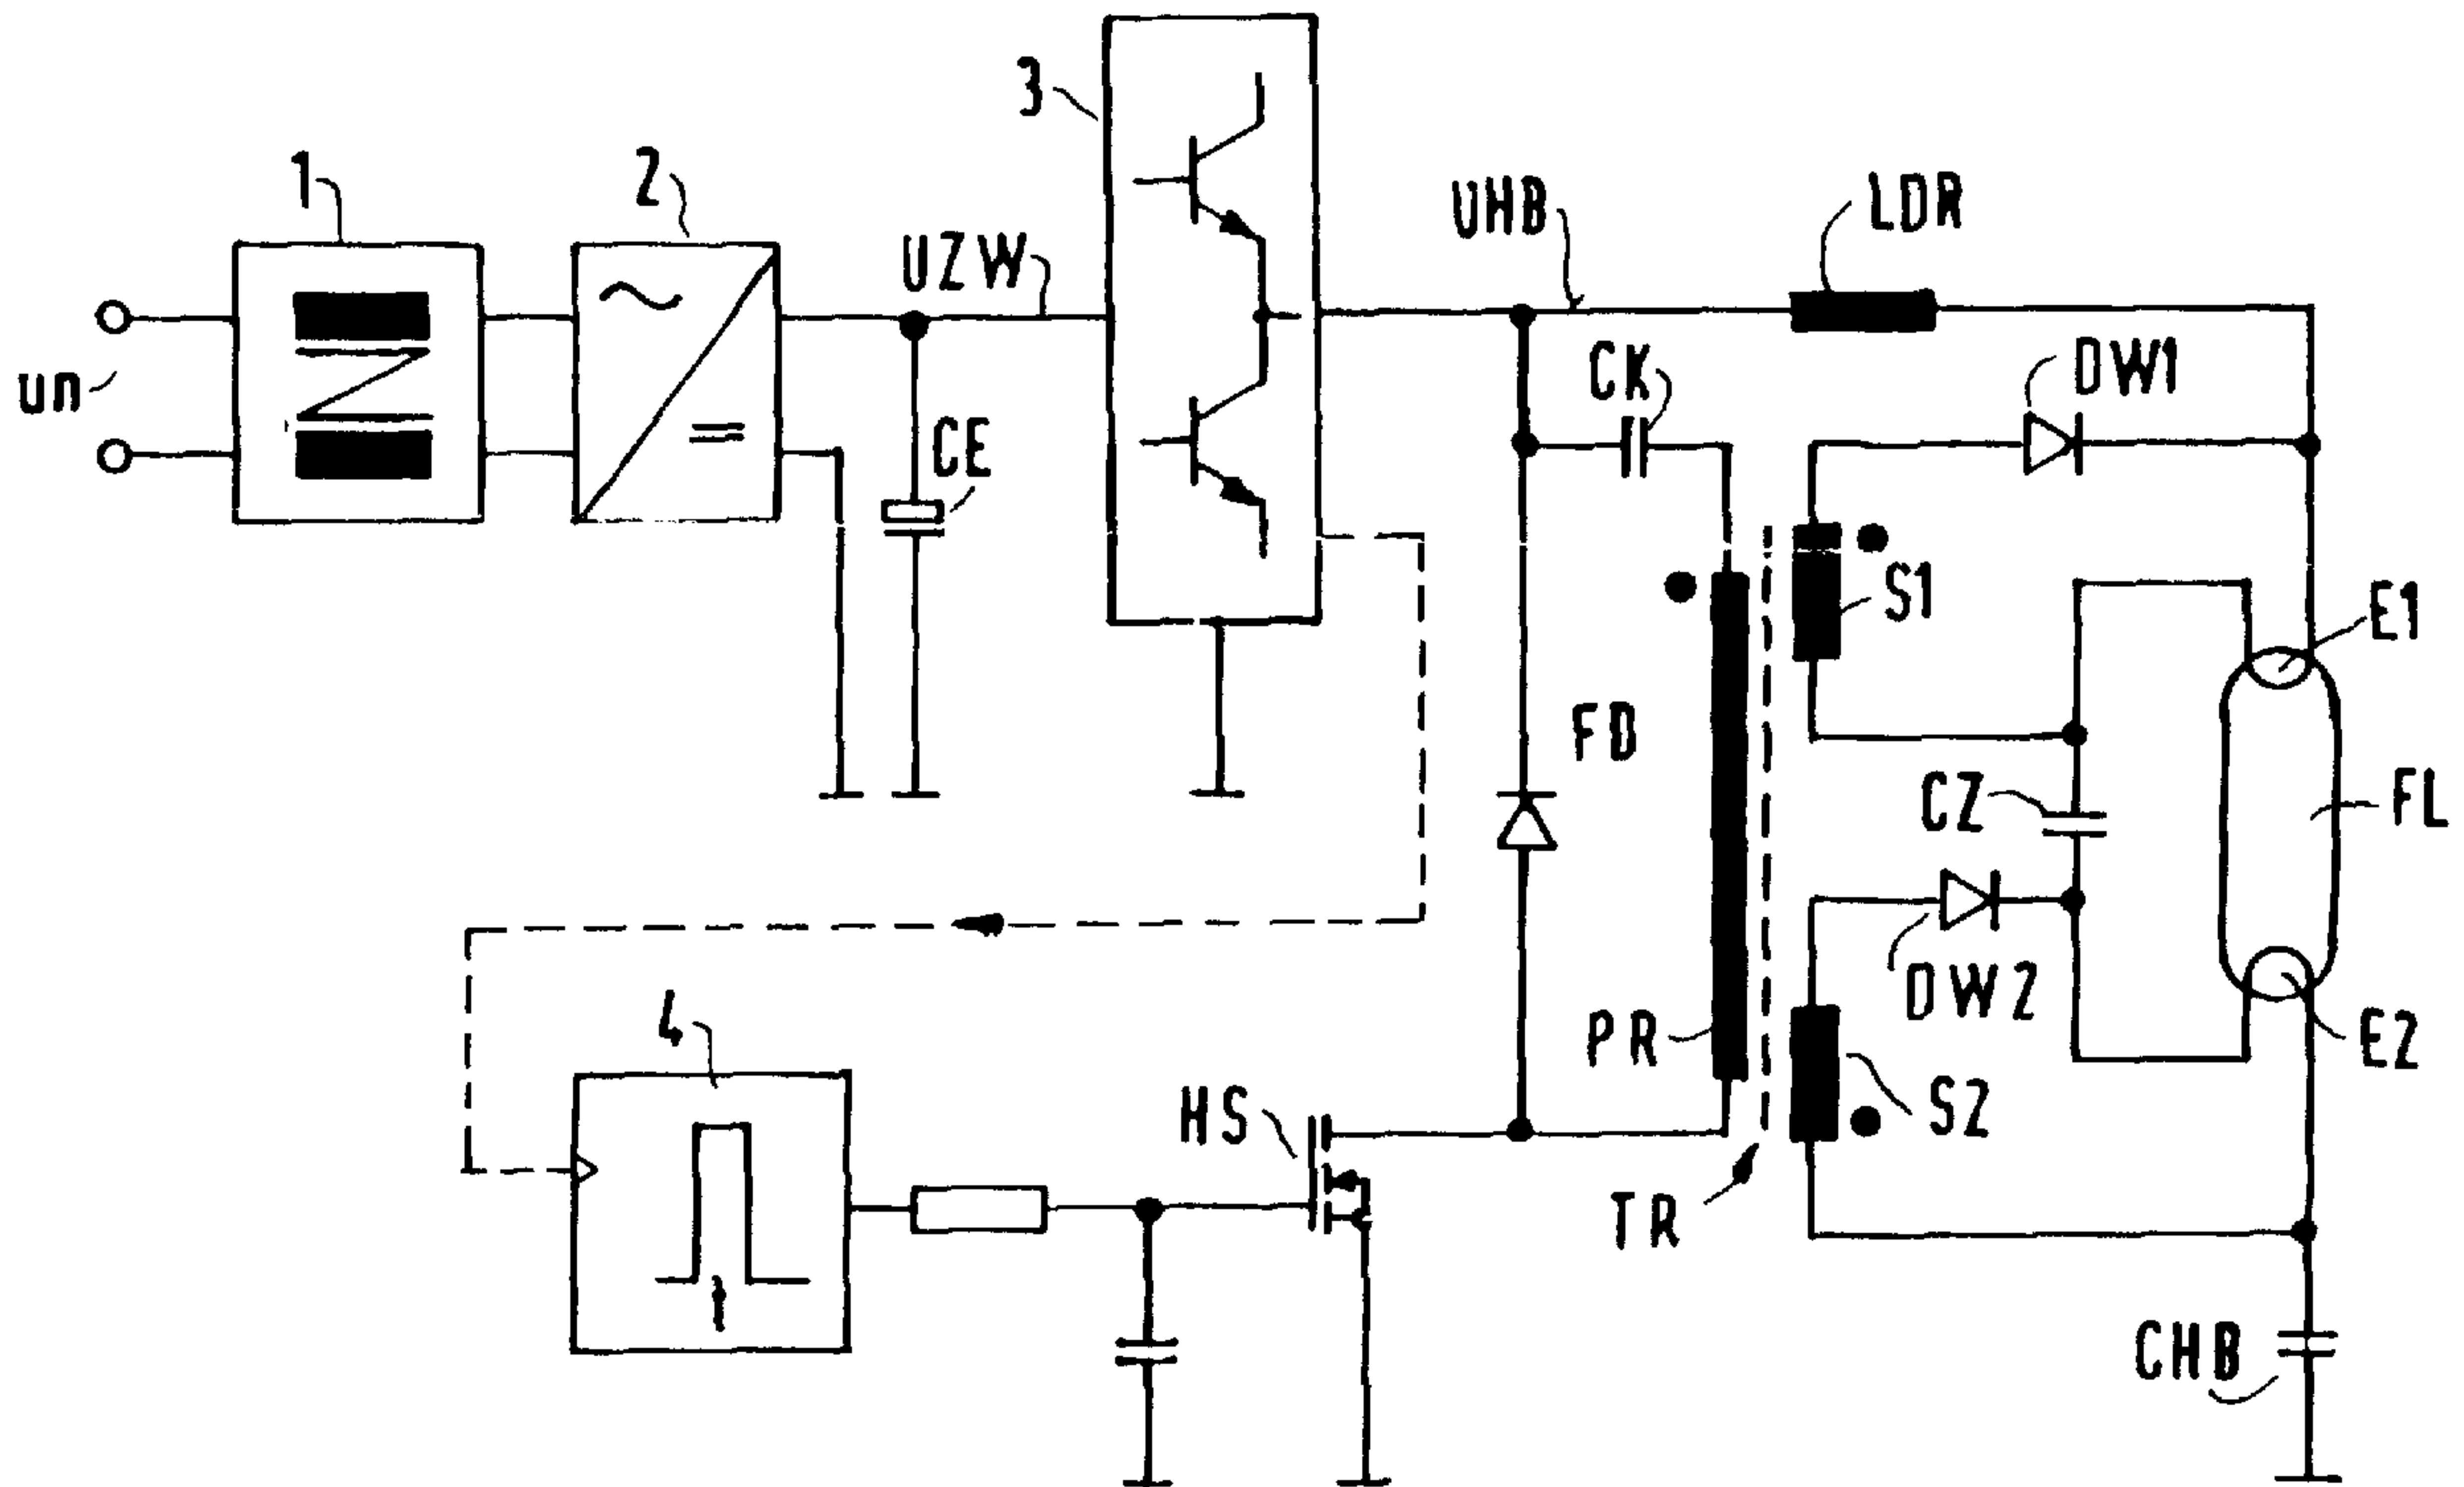 3
1
2
UHB
LDR
UZW
un
CK
DW1
CE
S1
E1
FD
CZ
FL
DW2
4
PR
E2
HS
S2
TR
CHB